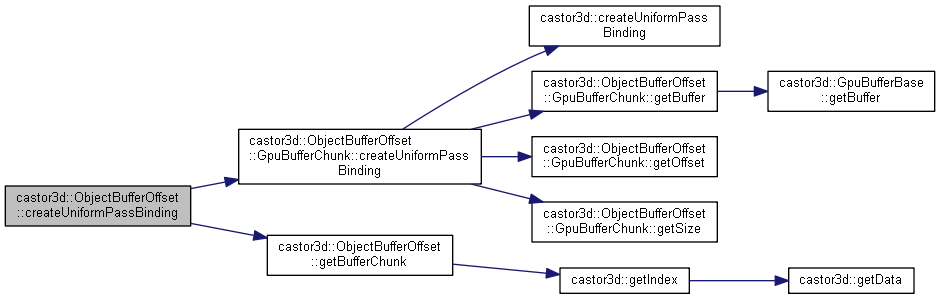 castor3d::createUniformPass
Binding
castor3d::ObjectBufferOffset
::GpuBufferChunk::getBuffer
castor3d::GpuBufferBase
::getBuffer
castor3d::ObjectBufferOffset
::GpuBufferChunk::createUniformPass
Binding
castor3d::ObjectBufferOffset
::GpuBufferChunk::getOffset
castor3d::ObjectBufferOffset
::createUniformPassBinding
castor3d::ObjectBufferOffset
::GpuBufferChunk::getSize
castor3d::ObjectBufferOffset
::getBufferChunk
castor3d::getIndex
castor3d::getData